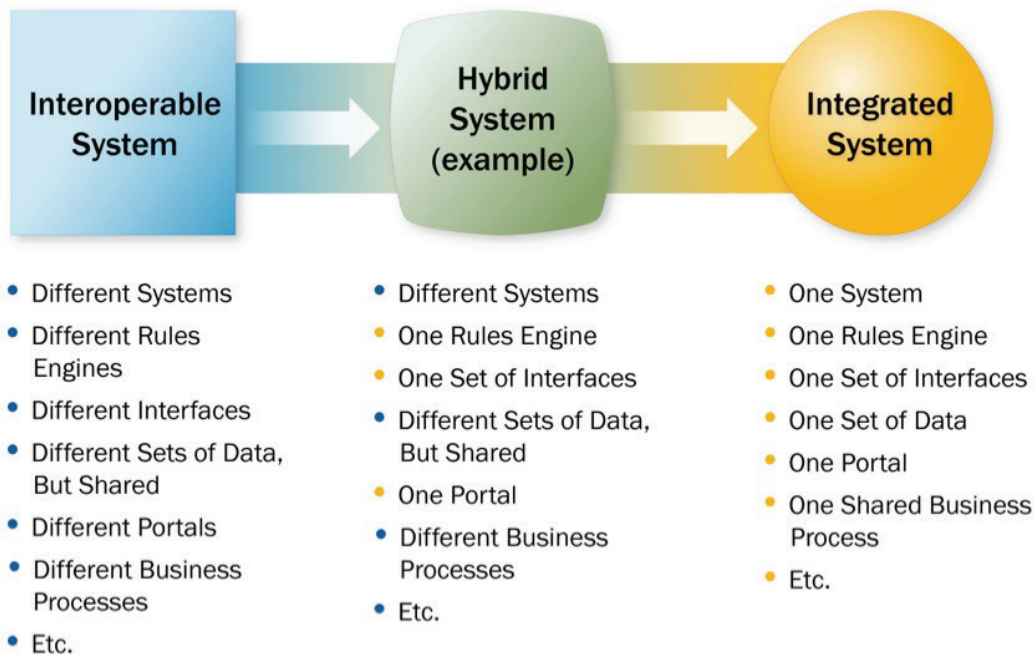 Interoperable
System
Hybrid
System
(example)
Integrated
System
• Different Systems
• Different Rules
Engines
• Different Interfaces
• Different Sets of Data,
But Shared
• Different Portals
• Different Business
Processes
• Etc.
• Different Systems
• One Rules Engine
• One Set of Interfaces
• Different Sets of Data,
But Shared
• One Portal
• Different Business
Processes
• Etc.
• One System
• One Rules Engine
• One Set of Interfaces
• One Set of Data
• One Portal
• One Shared Business
Process
• Etc.